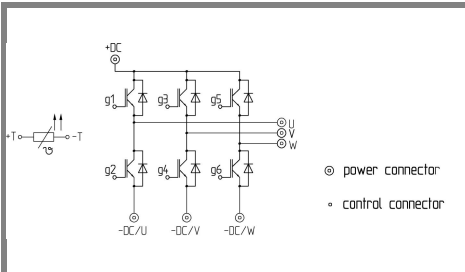 +DC
g1
g3
g5
U
V
W
+T
-T
ϑ
g2
g4
g6
power connector
control connector
-DC/U
-DC/V
-DC/W